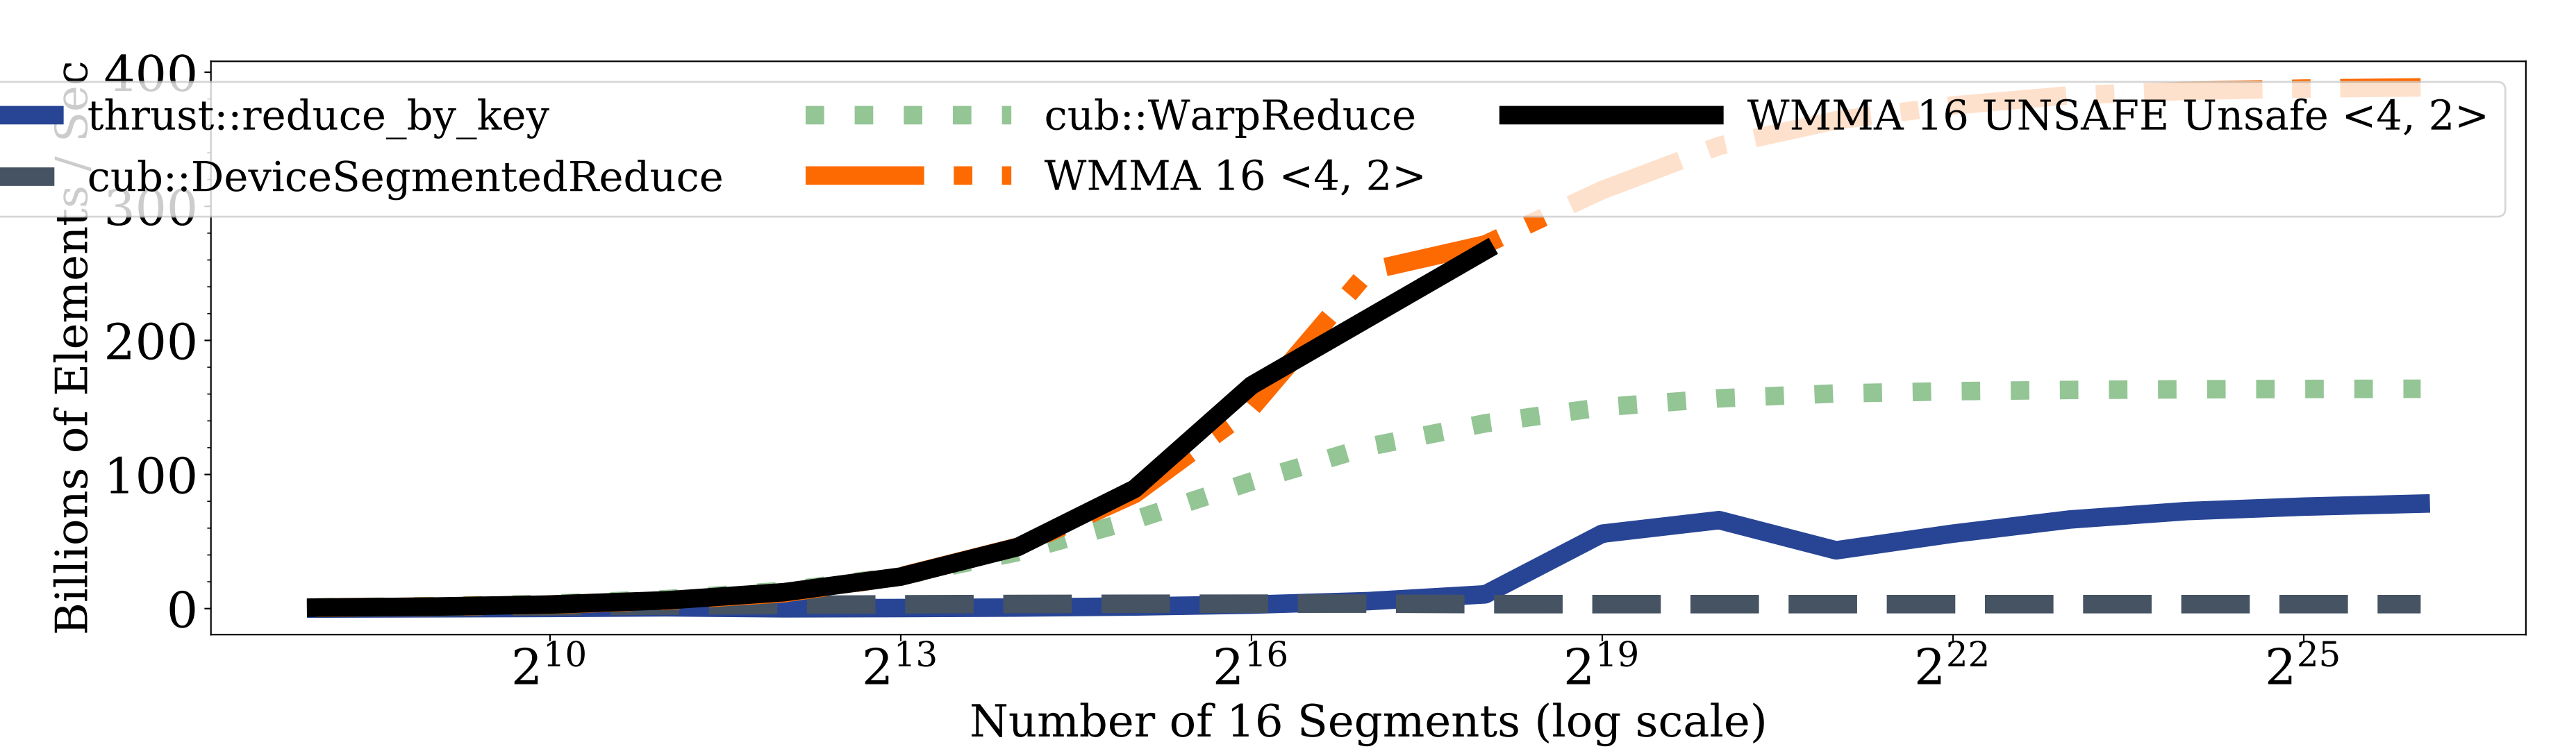 Billions of Elements / Sec
400
300
200
100
0
thrust::reduce_by_key
cub::DeviceSegmentedReduce
cub::WarpReduce
WMMA 16 <4, 2>
WMMA 16 UNSAFE Unsafe <4, 2>
2^10 2^13 2^16 2^19 2^22 2^25
Number of 16 Segments (log scale)